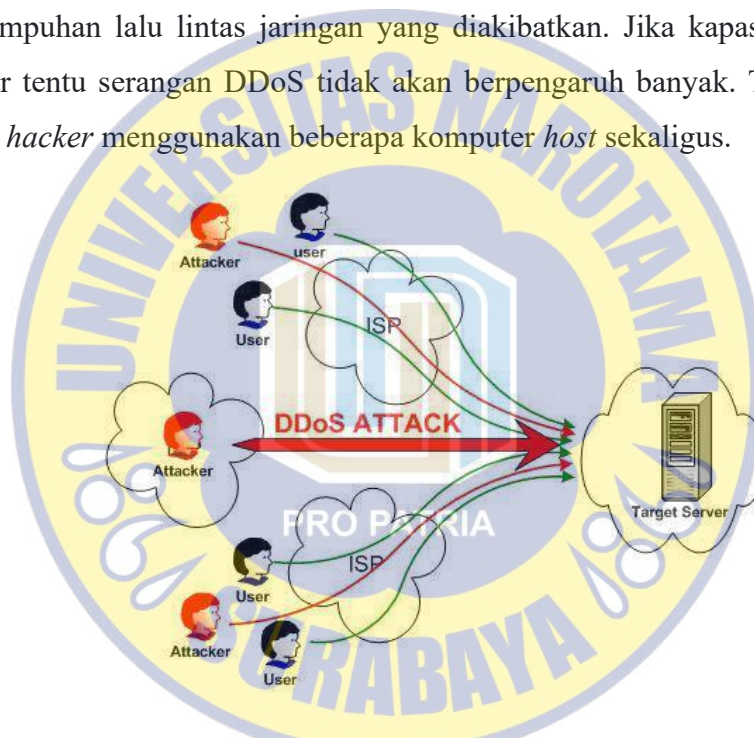 mpuhan lalu lintas jaringan yang diakibatkan. Jika kapas
r tentu serangan DDoS tidak akan berpengaruh banyak. T
hacker menggunakan beberapa komputer host sekaligus.
UNIVERSITAS NAROTAMA
Attacker
user
User
ISP
DDoS ATTACK
Attacker
Target Server
PRO PATRIA
User
ISP
Attacker
User
SURABAYA